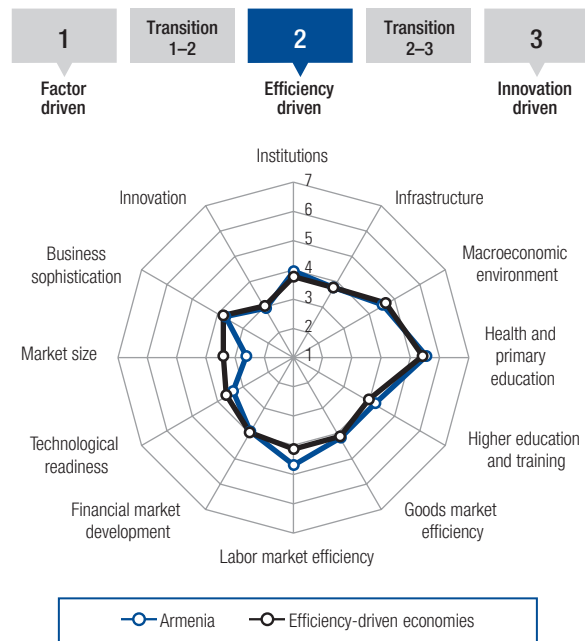 1
Transition
1–2
2
Transition
2–3
3
Factor
driven
Efficiency
driven
Innovation
driven
Institutions
Infrastructure
Macroeconomic
environment
Health and
primary
education
Higher education
and training
Goods market
efficiency
Labor market efficiency
Financial market
development
Technological
readiness
Market size
Business
sophistication
Innovation
7
6
5
4
3
2
1
Armenia
Efficiency-driven economies